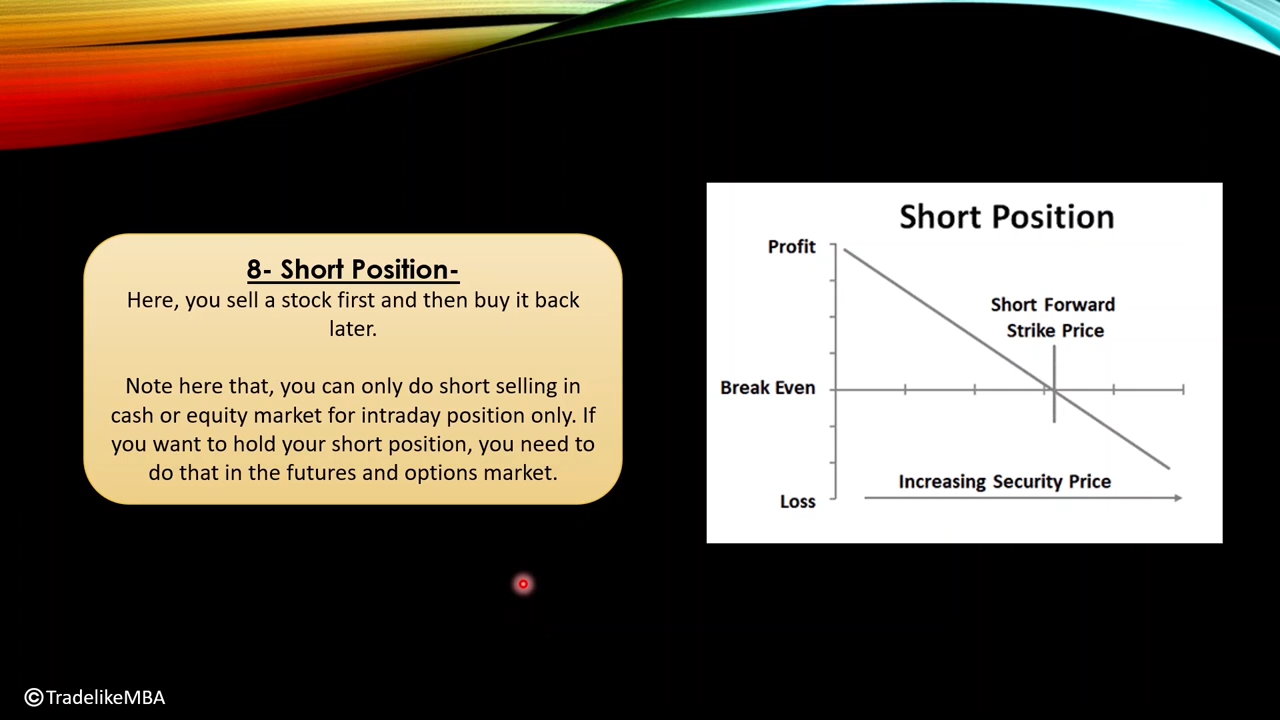 8- Short Position-
Here, you sell a stock first and then buy it back
later.
Note here that, you can only do short selling in
cash or equity market for intraday position only. If
you want to hold your short position, you need to
do that in the futures and options market.
Short Position
Profit
Short Forward
Strike Price
Break Even
Increasing Security Price
Loss
©TradelikeMBA